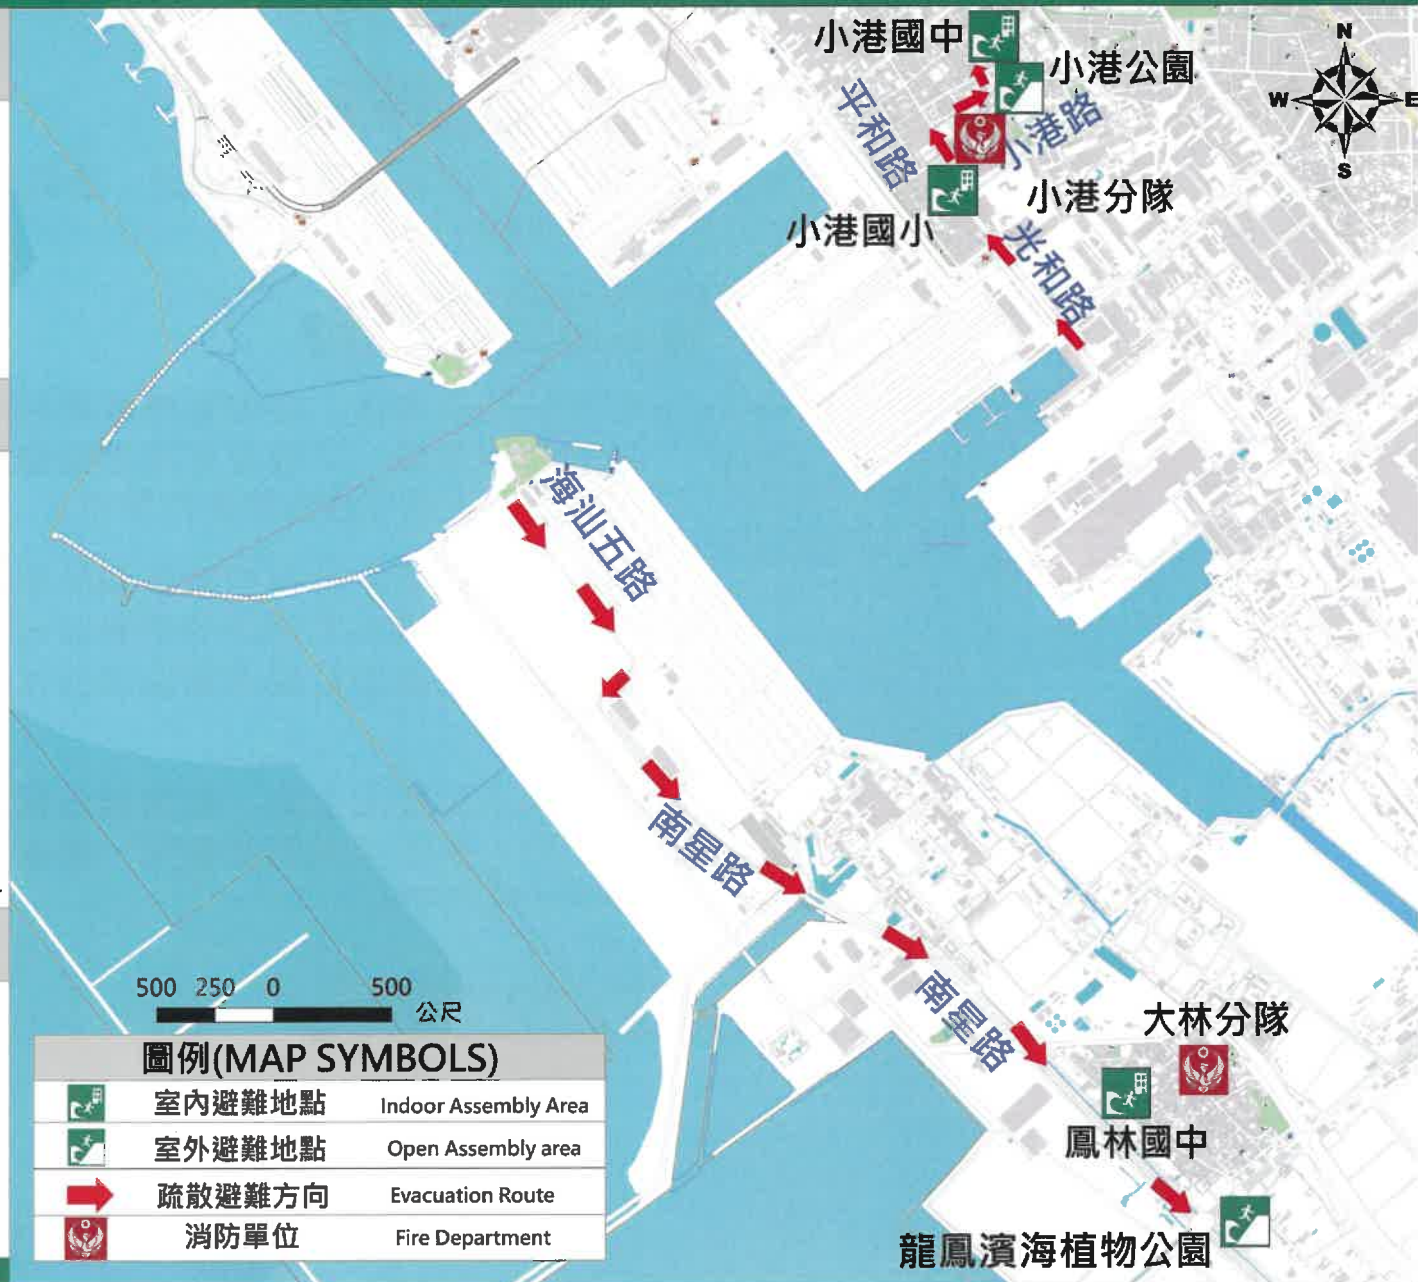 小港國中
小港公園
N
W
E
S
平和路
小港路
小港分隊
小港國小
光和路
海汕五路
南星路
南星路
500 250 0 500
公尺
大林分隊
鳳林國中
龍鳳濱海植物公園
圖例(MAP SYMBOLS)
室內避難地點 Indoor Assembly Area
室外避難地點 Open Assembly area
疏散避難方向 Evacuation Route
消防單位 Fire Department